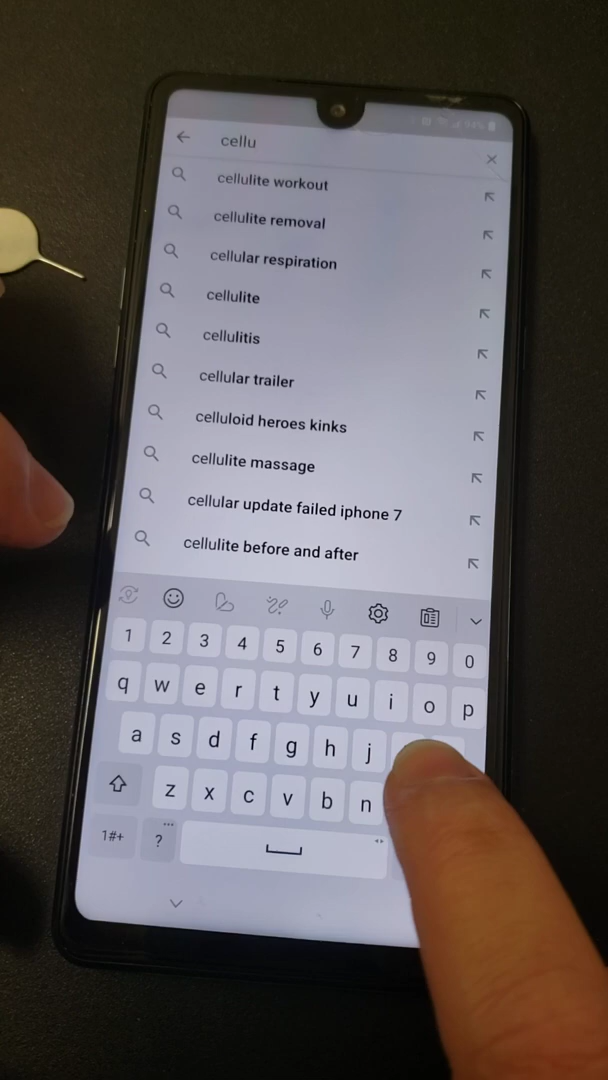 94%
cellu
cellulite workout
cellulite removal
cellular respiration
cellulite
cellulitis
cellular trailer
celluloid heroes kinks
cellulite massage
cellular update failed iphone 7
cellulite before and after
1 2 3 4 5 6 7 8 9 0
q w e r t y u i o p
a s d f g h j
z x c v b n
1#+ ?